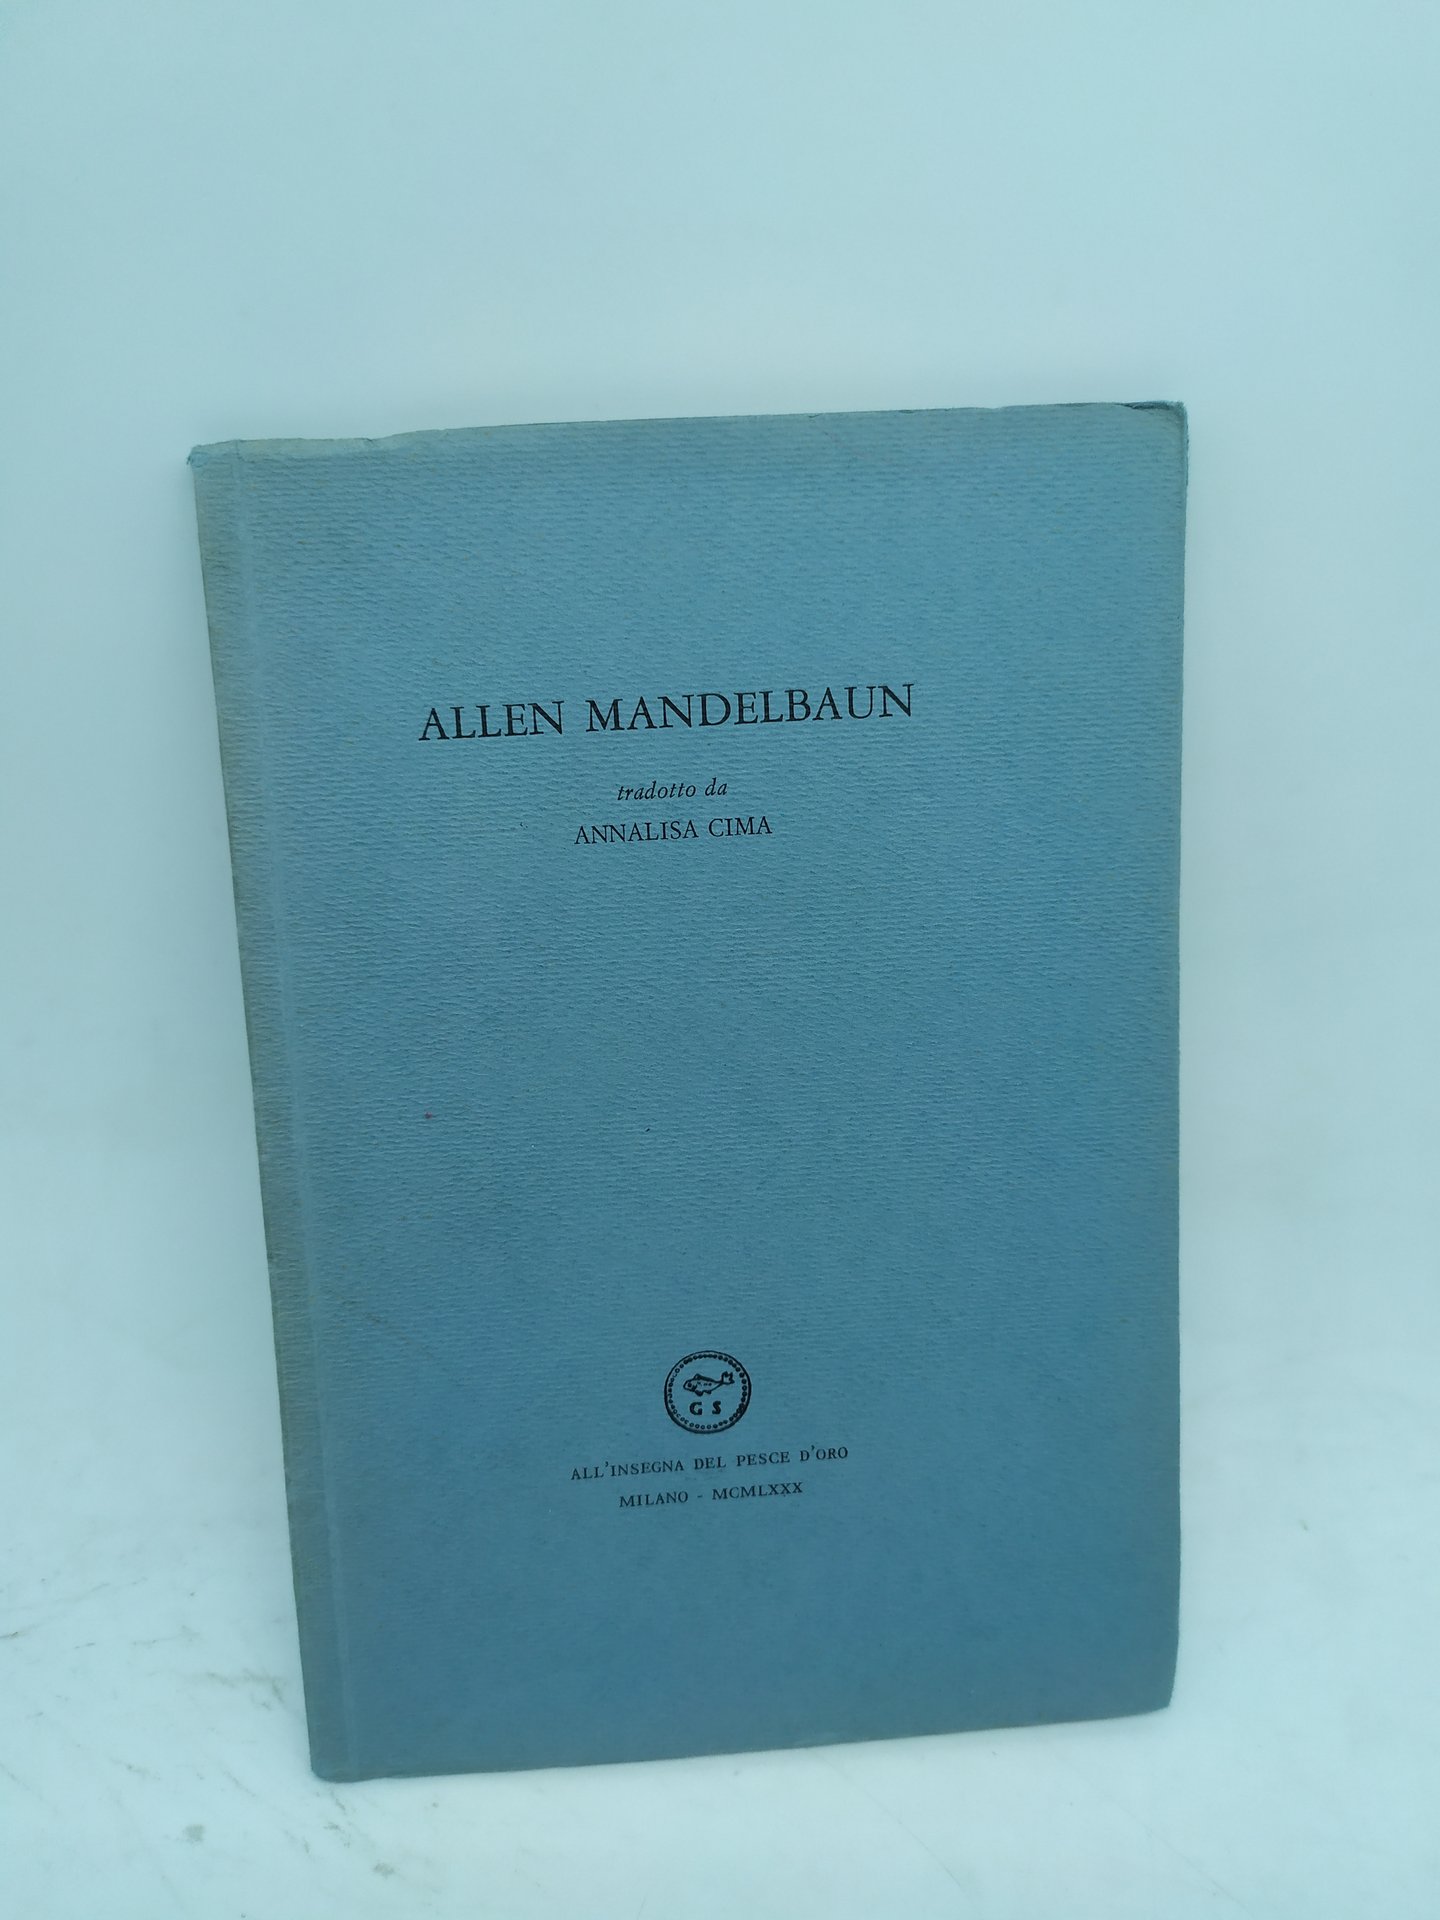 ALLEN MANDELBAUN
tradotto da
ANNALISA CIMA
G S
ALL'INSEGNA DEL PESCE D'ORO
MILANO - MCMLXXX